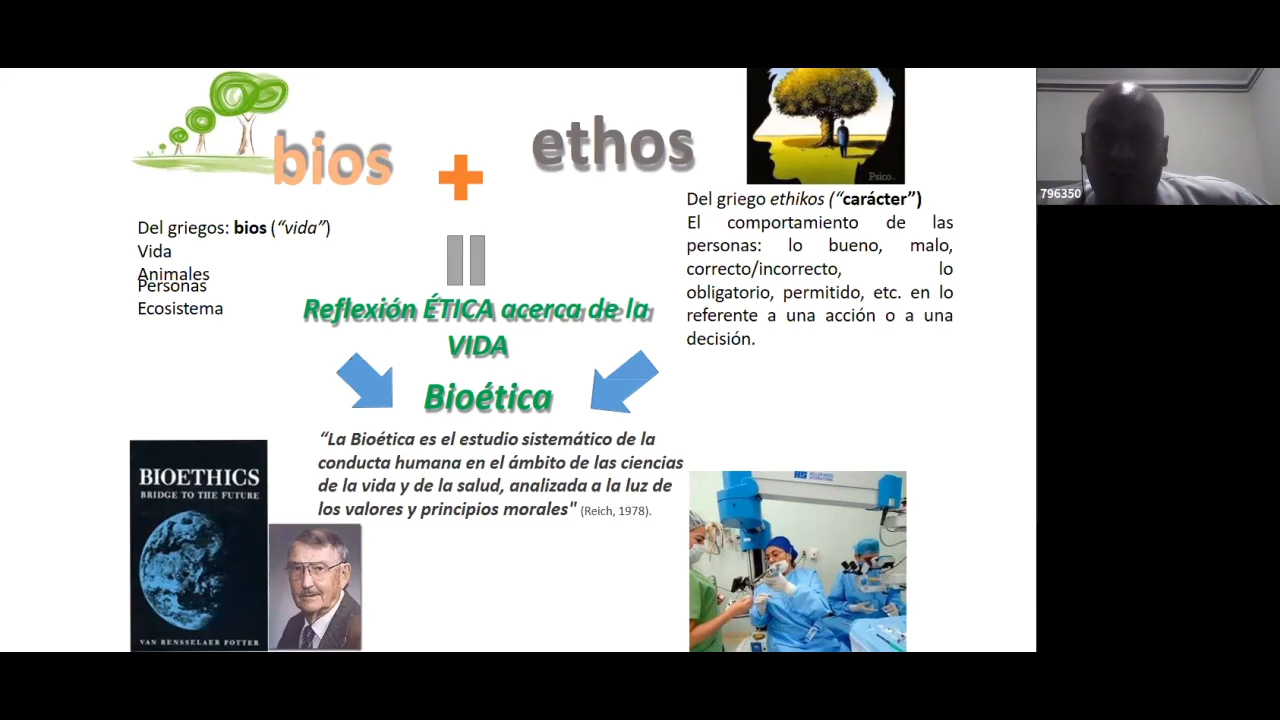 bios
+
ethos
Psico
796350
Del griegos: bios (“vida”)
Vida
Animales
Personas
Ecosistema
Del griego ethikos (“carácter”)
El comportamiento de las
personas: lo bueno, malo,
correcto/incorrecto, lo
obligatorio, permitido, etc. en lo
referente a una acción o a una
decisión.
Reflexión ÉTICA acerca de la
VIDA
Bioética
“La Bioética es el estudio sistemático de la
conducta humana en el ámbito de las ciencias
de la vida y de la salud, analizada a la luz de
los valores y principios morales" (Reich, 1978).
BIOETHICS
BRIDGE TO THE FUTURE
VAN RENSSELAER POTTER